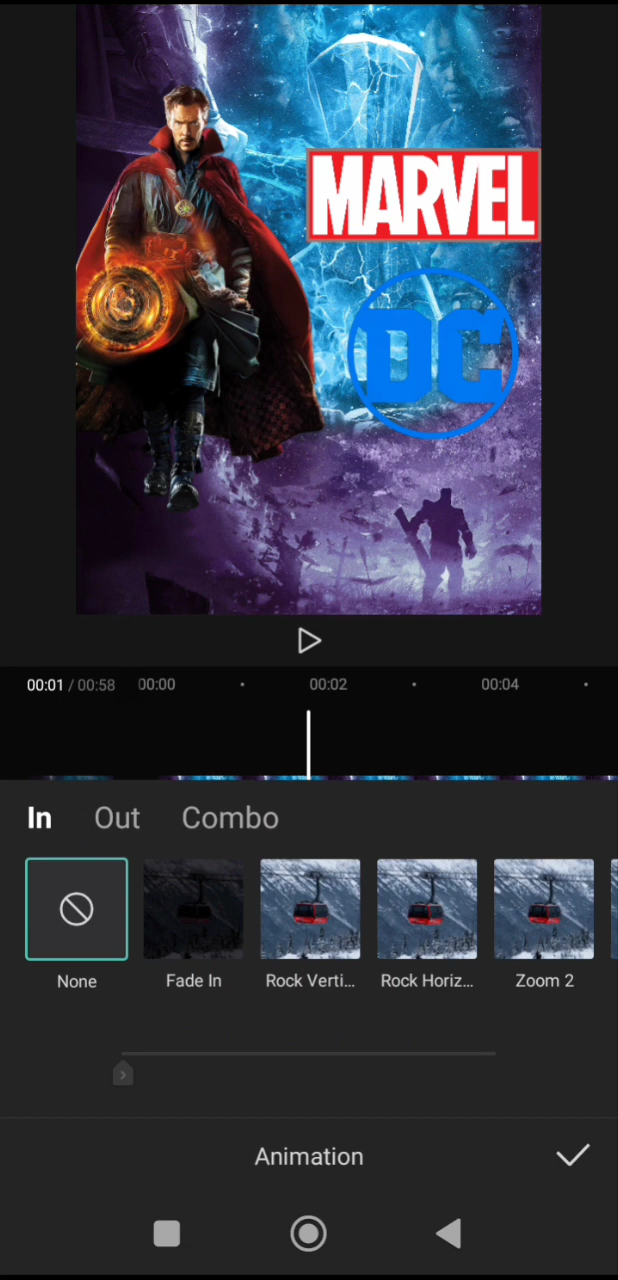 MARVEL
DC
00:01 / 00:58 00:00 00:02 00:04
In Out Combo
None Fade In Rock Verti... Rock Horiz... Zoom 2
Animation